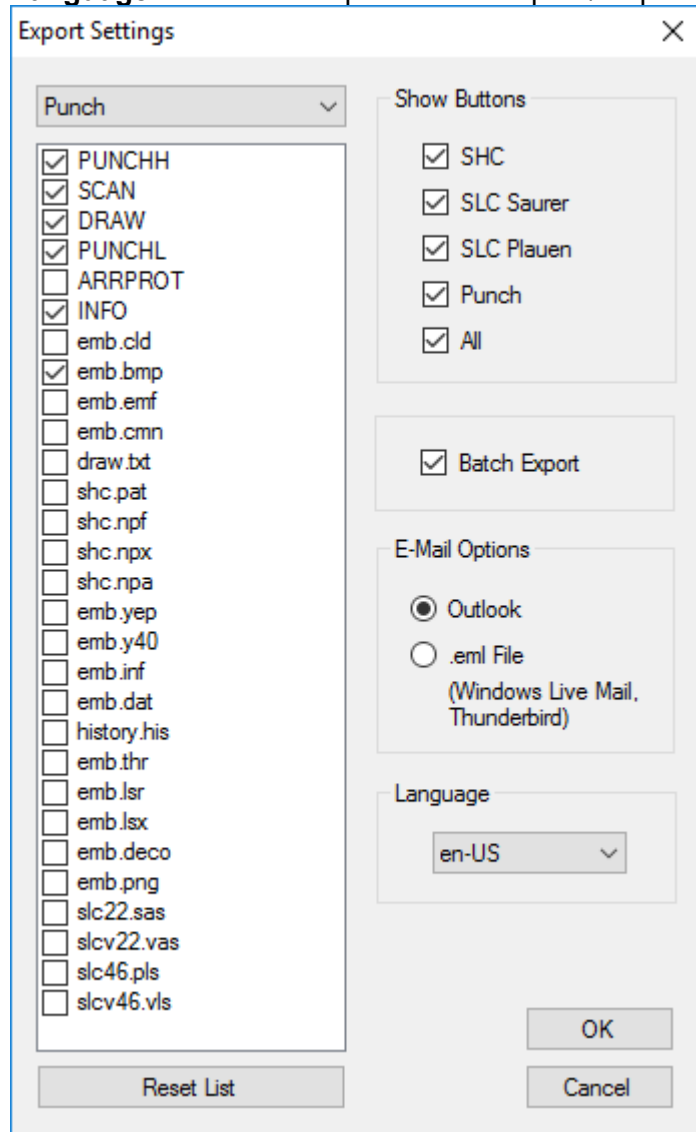 Export Settings
Punch
PUNCHH
SCAN
DRAW
PUNCHL
ARRPROT
INFO
emb.cld
emb.bmp
emb.emf
emb.cmn
draw.txt
shc.pat
shc.npf
shc.npx
shc.npa
emb.yep
emb.y40
emb.inf
emb.dat
history.his
emb.thr
emb.lsr
emb.lsx
emb.deco
emb.png
slc22.sas
slcv22.vas
slc46.pls
slcv46.vls
Reset List
Show Buttons
SHC
SLC Saurer
SLC Plauen
Punch
All
Batch Export
E-Mail Options
Outlook
.eml File
(Windows Live Mail,
Thunderbird)
Language
en-US
OK
Cancel